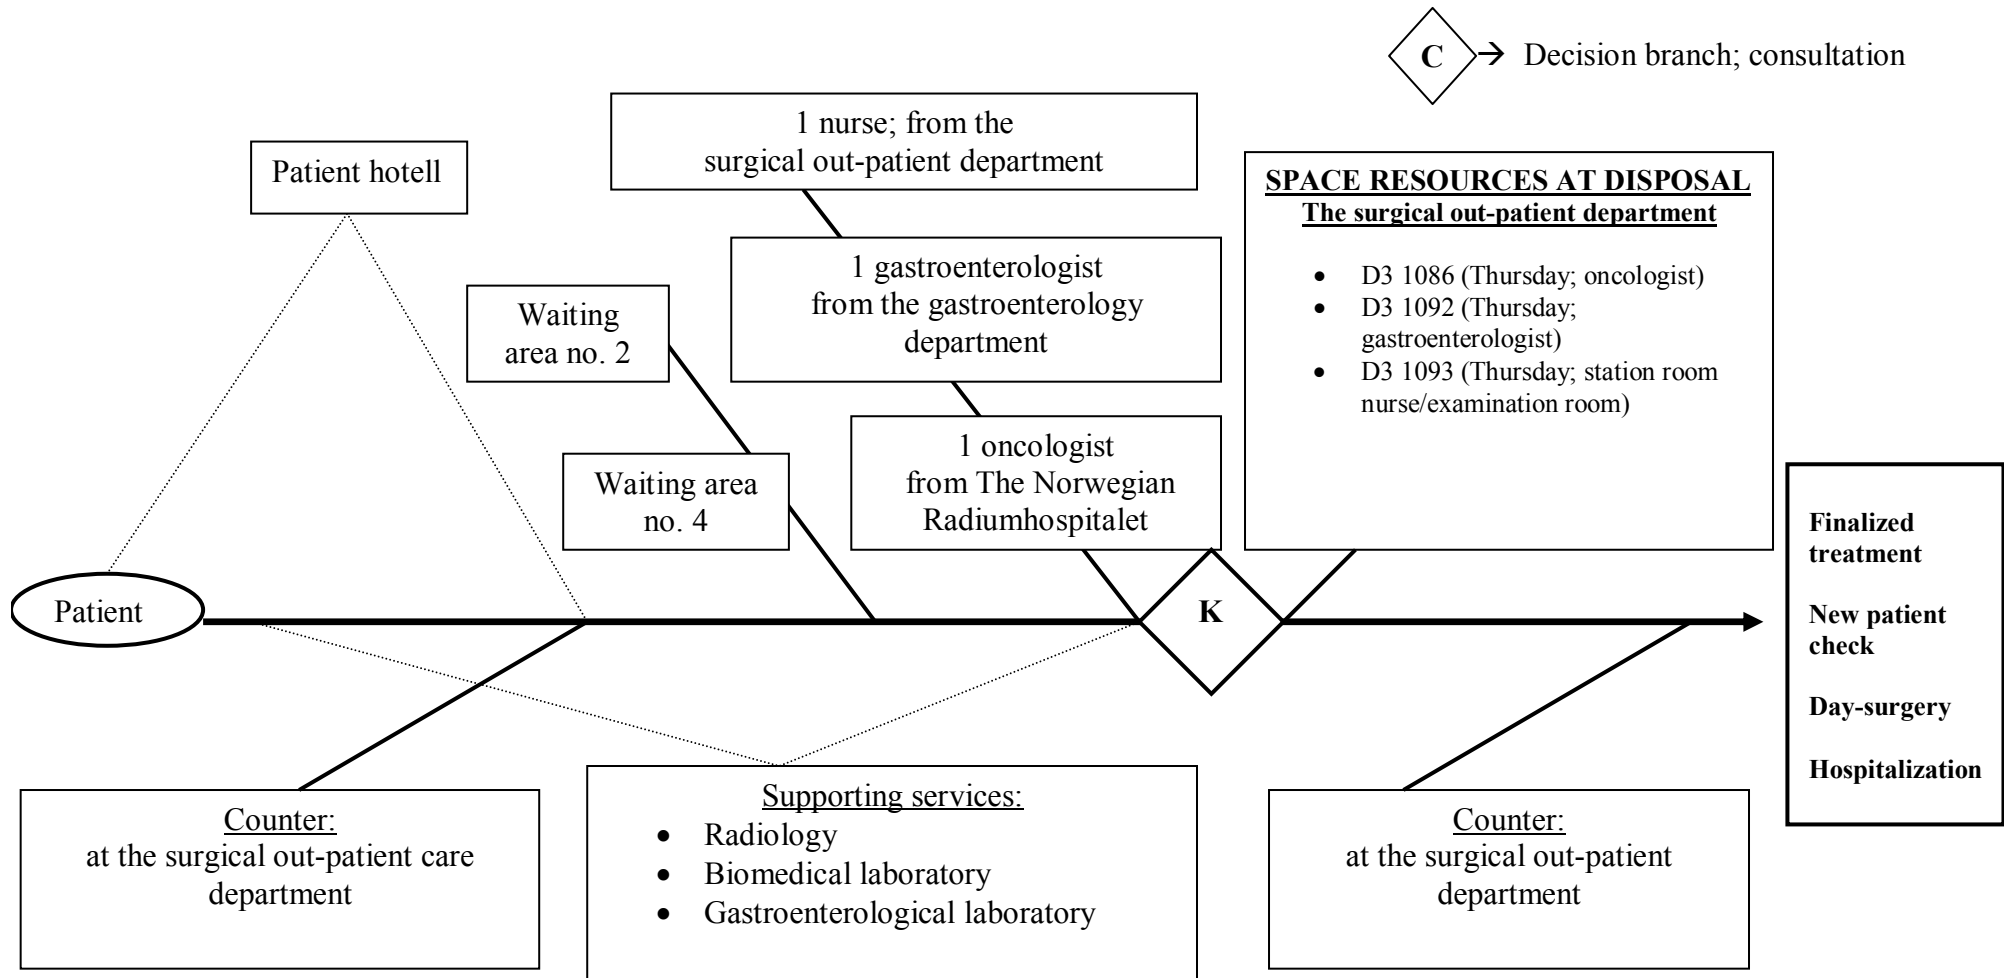 C → Decision branch; consultation
1 nurse; from the
surgical out-patient department
Patient hotell
SPACE RESOURCES AT DISPOSAL
The surgical out-patient department
• D3 1086 (Thursday; oncologist)
• D3 1092 (Thursday;
gastroenterologist)
• D3 1093 (Thursday; station room
nurse/examination room)
1 gastroenterologist
from the gastroenterology
department
Waiting
area no. 2
1 oncologist
from The Norwegian
Radiumhospitalet
Waiting area
no. 4
Patient
K
Finalized
treatment
New patient
check
Day-surgery
Hospitalization
Counter:
at the surgical out-patient care
department
Supporting services:
• Radiology
• Biomedical laboratory
• Gastroenterological laboratory
Counter:
at the surgical out-patient
department